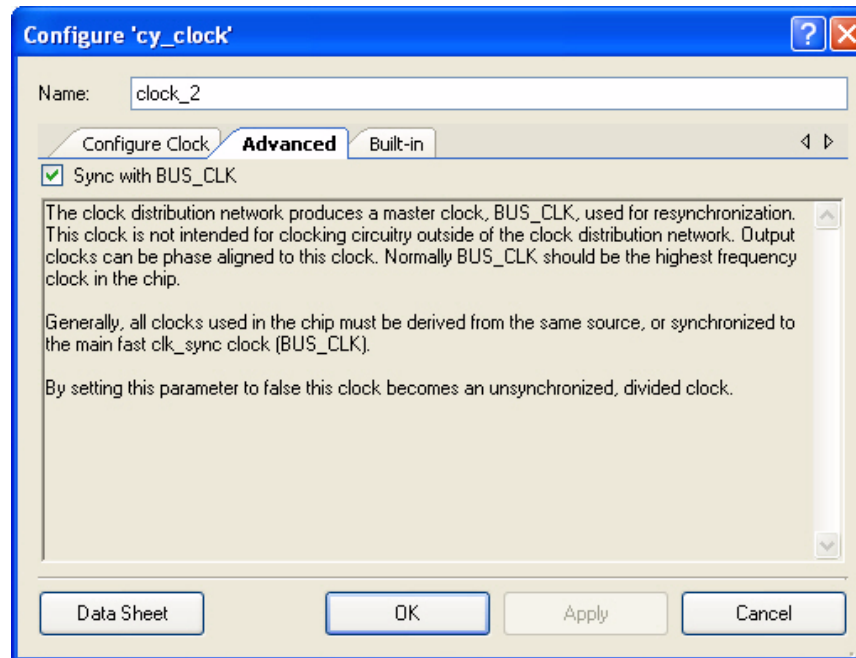 Configure 'cy_clock'
Name: clock_2
Configure Clock Advanced Built-in
Sync with BUS_CLK
The clock distribution network produces a master clock, BUS_CLK, used for resynchronization.
This clock is not intended for clocking circuitry outside of the clock distribution network. Output
clocks can be phase aligned to this clock. Normally BUS_CLK should be the highest frequency
clock in the chip.
Generally, all clocks used in the chip must be derived from the same source, or synchronized to
the main fast clk_sync clock (BUS_CLK).
By setting this parameter to false this clock becomes an unsynchronized, divided clock.
Data Sheet OK Apply Cancel